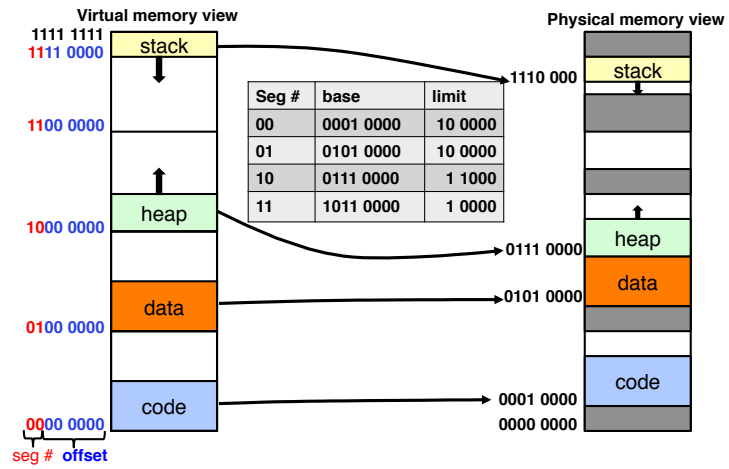 Virtual memory view
1111 1111
1111 0000
stack
1100 0000
heap
1000 0000
data
0100 0000
code
0000 0000
seg # offset
Seg # base limit
00 0001 0000 10 0000
01 0101 0000 10 0000
10 0111 0000 1 1000
11 1011 0000 1 0000
Physical memory view
1110 000
stack
0111 0000
heap
0101 0000
data
0001 0000
code
0000 0000